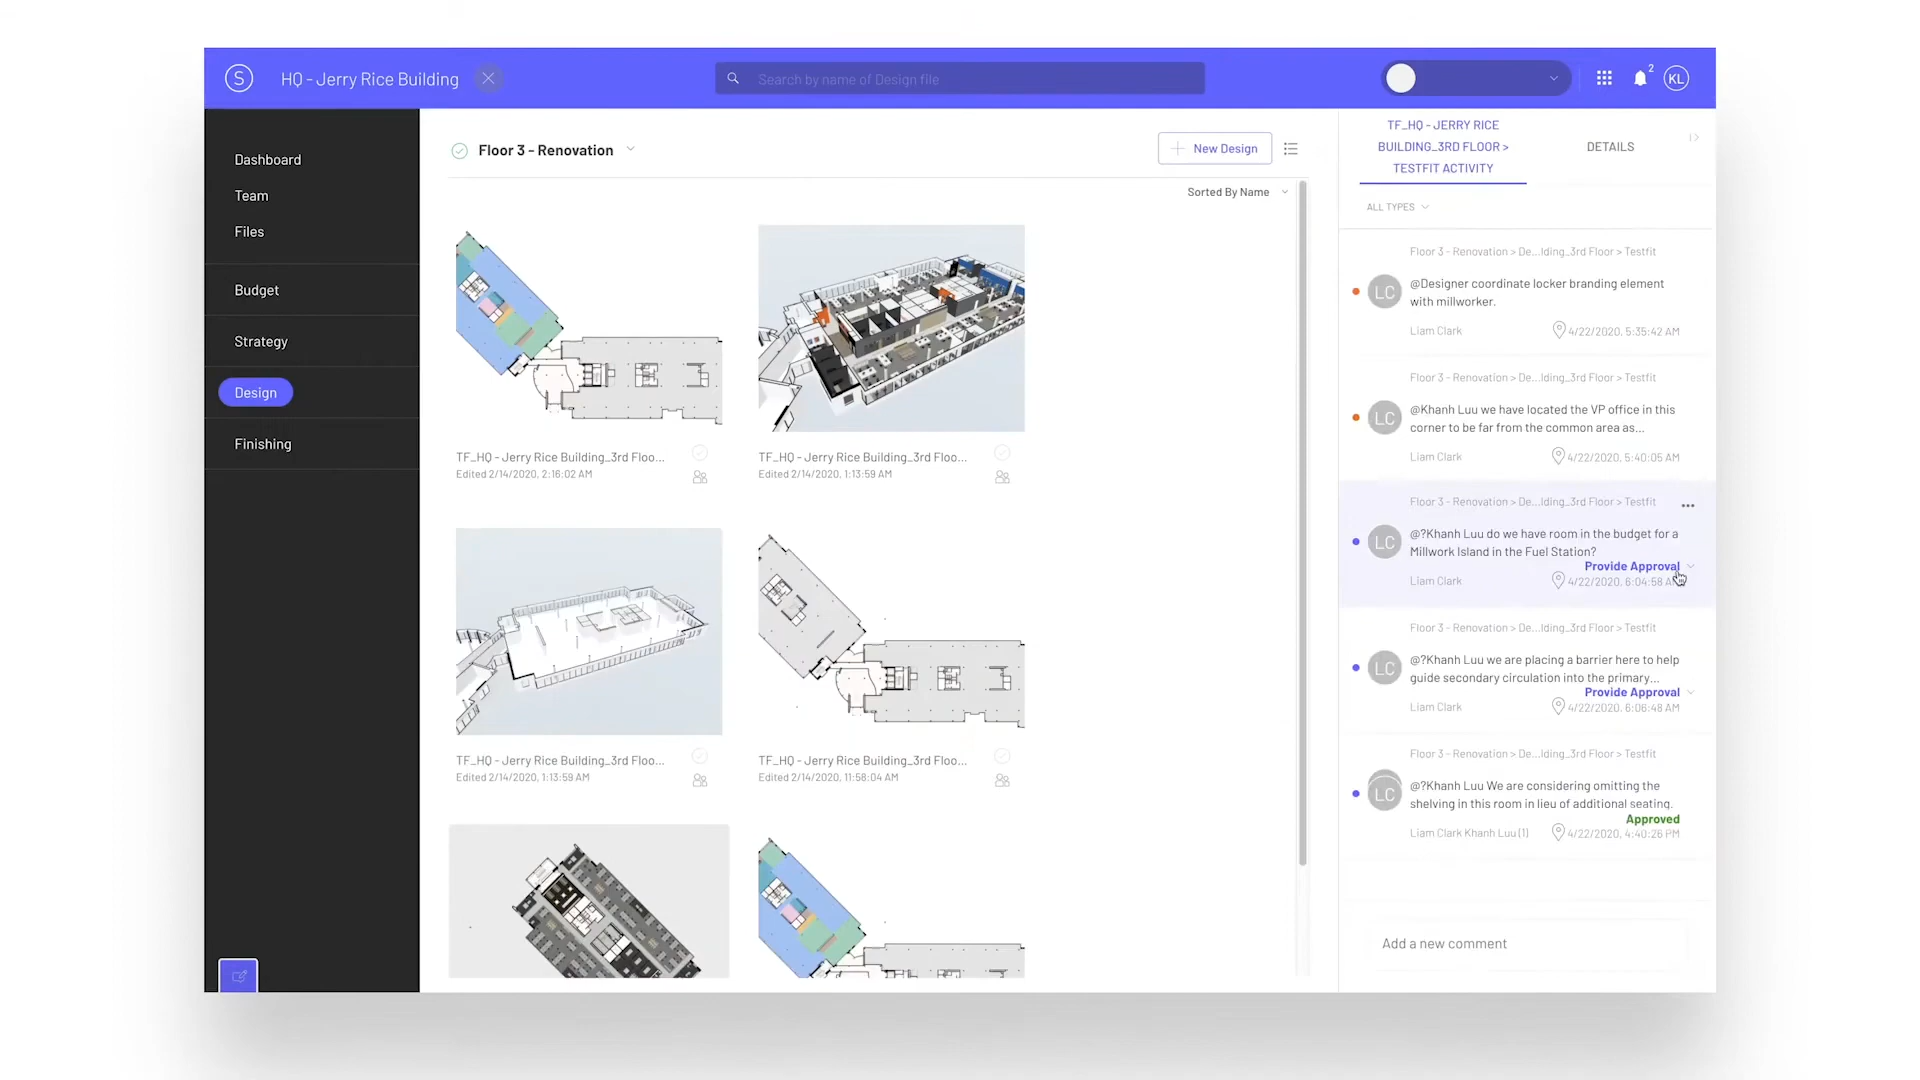 S
HQ - Jerry Rice Building
Search by name of Design file
2
KL
Dashboard
Team
Files
Budget
Strategy
Design
Finishing
Floor 3 - Renovation
New Design
Sorted By Name
TF_HQ - Jerry Rice Building_3rd Floo...
Edited 2/14/2020, 2:16:02 AM
TF_HQ - Jerry Rice Building_3rd Floo...
Edited 2/14/2020, 1:13:59 AM
TF_HQ - Jerry Rice Building_3rd Floo...
Edited 2/14/2020, 1:13:59 AM
TF_HQ - Jerry Rice Building_3rd Floo...
Edited 2/14/2020, 11:58:04 AM
TF_HQ - JERRY RICE
BUILDING_3RD FLOOR >
TESTFIT ACTIVITY
DETAILS
ALL TYPES
Floor 3 - Renovation > De...lding_3rd Floor > Testfit
LC
@Designer coordinate locker branding element
with millworker.
Liam Clark
4/22/2020, 5:35:42 AM
Floor 3 - Renovation > De...lding_3rd Floor > Testfit
LC
@Khanh Luu we have located the VP office in this
corner to be far from the common area as...
Liam Clark
4/22/2020, 5:40:05 AM
Floor 3 - Renovation > De...lding_3rd Floor > Testfit
LC
@?Khanh Luu do we have room in the budget for a
Millwork Island in the Fuel Station?
Provide Approval
Liam Clark
4/22/2020, 6:04:58
Floor 3 - Renovation > De...lding_3rd Floor > Testfit
LC
@?Khanh Luu we are placing a barrier here to help
guide secondary circulation into the primary...
Provide Approval
Liam Clark
4/22/2020, 6:06:48 AM
Floor 3 - Renovation > De...lding_3rd Floor > Testfit
LC
@?Khanh Luu We are considering omitting the
shelving in this room in lieu of additional seating.
Approved
Liam Clark Khanh Luu (1)
4/22/2020, 4:40:26 PM
Add a new comment